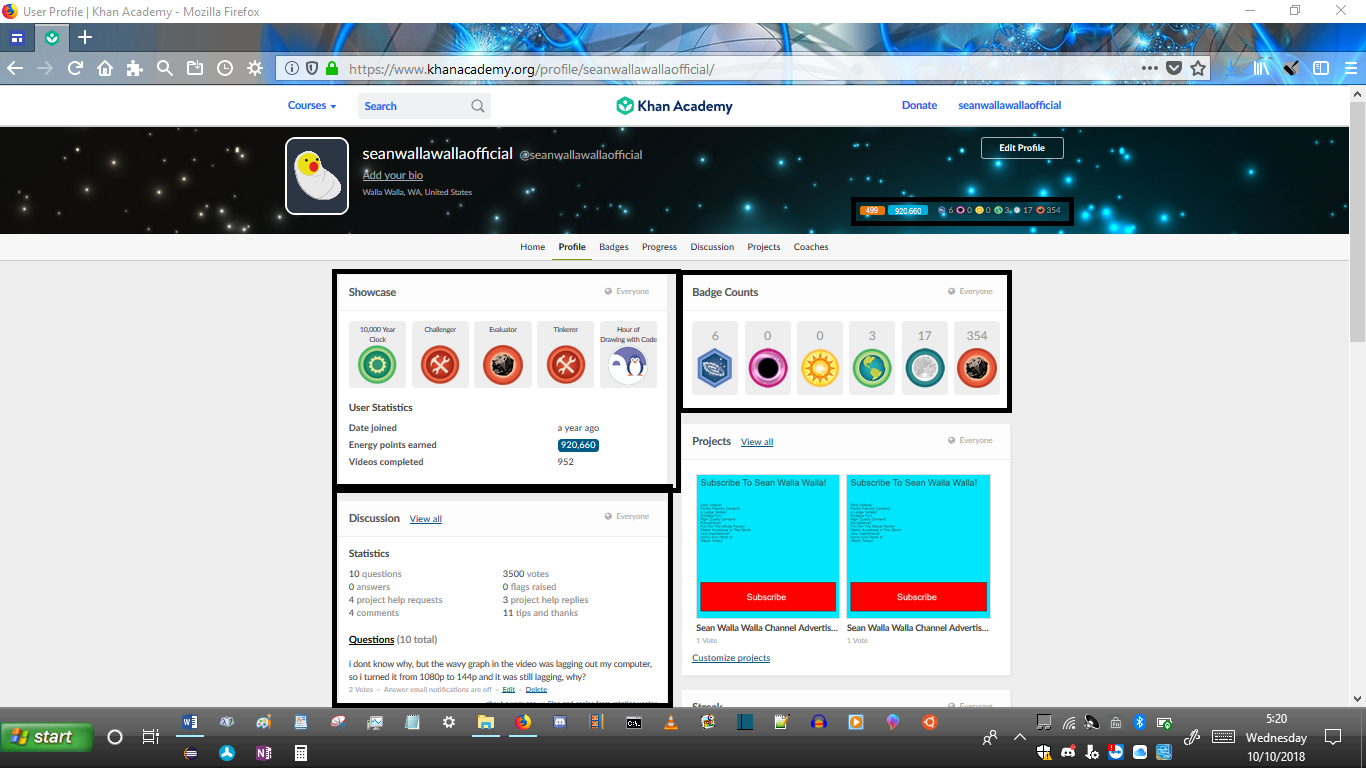 User Profile | Khan Academy - Mozilla Firefox
https://www.khanacademy.org/profile/seanwallawallaofficial/
Courses
Search
Khan Academy
Donate
seanwallawallaofficial
seanwallawallaofficial @seanwallawallaofficial
Add your bio
Walla Walla, WA, United States
Edit Profile
499 920,660 6 0 0 3 17 354
Home Profile Badges Progress Discussion Projects Coaches
Showcase Everyone
10,000 Year Clock
Challenger
Evaluator
Tinkerer
Hour of Drawing with Code
User Statistics
Date joined a year ago
Energy points earned 920,660
Videos completed 952
Badge Counts Everyone
6 0 0 3 17 354
Discussion View all Everyone
Statistics
10 questions 3500 votes
0 answers 0 flags raised
4 project help requests 3 project help replies
4 comments 11 tips and thanks
Questions (10 total)
i dont know why, but the wavy graph in the video was lagging out my computer,
so i turned it from 1080p to 144p and it was still lagging, why?
2 Votes • Answer email notifications are off • Edit • Delete
Projects View all Everyone
Subscribe To Sean Walla Walla!
Subscribe
Sean Walla Walla Channel Advertis...
1 Vote
Subscribe To Sean Walla Walla!
Subscribe
Sean Walla Walla Channel Advertis...
1 Vote
Customize projects
Streak Everyone
start
5:20
Wednesday
10/10/2018